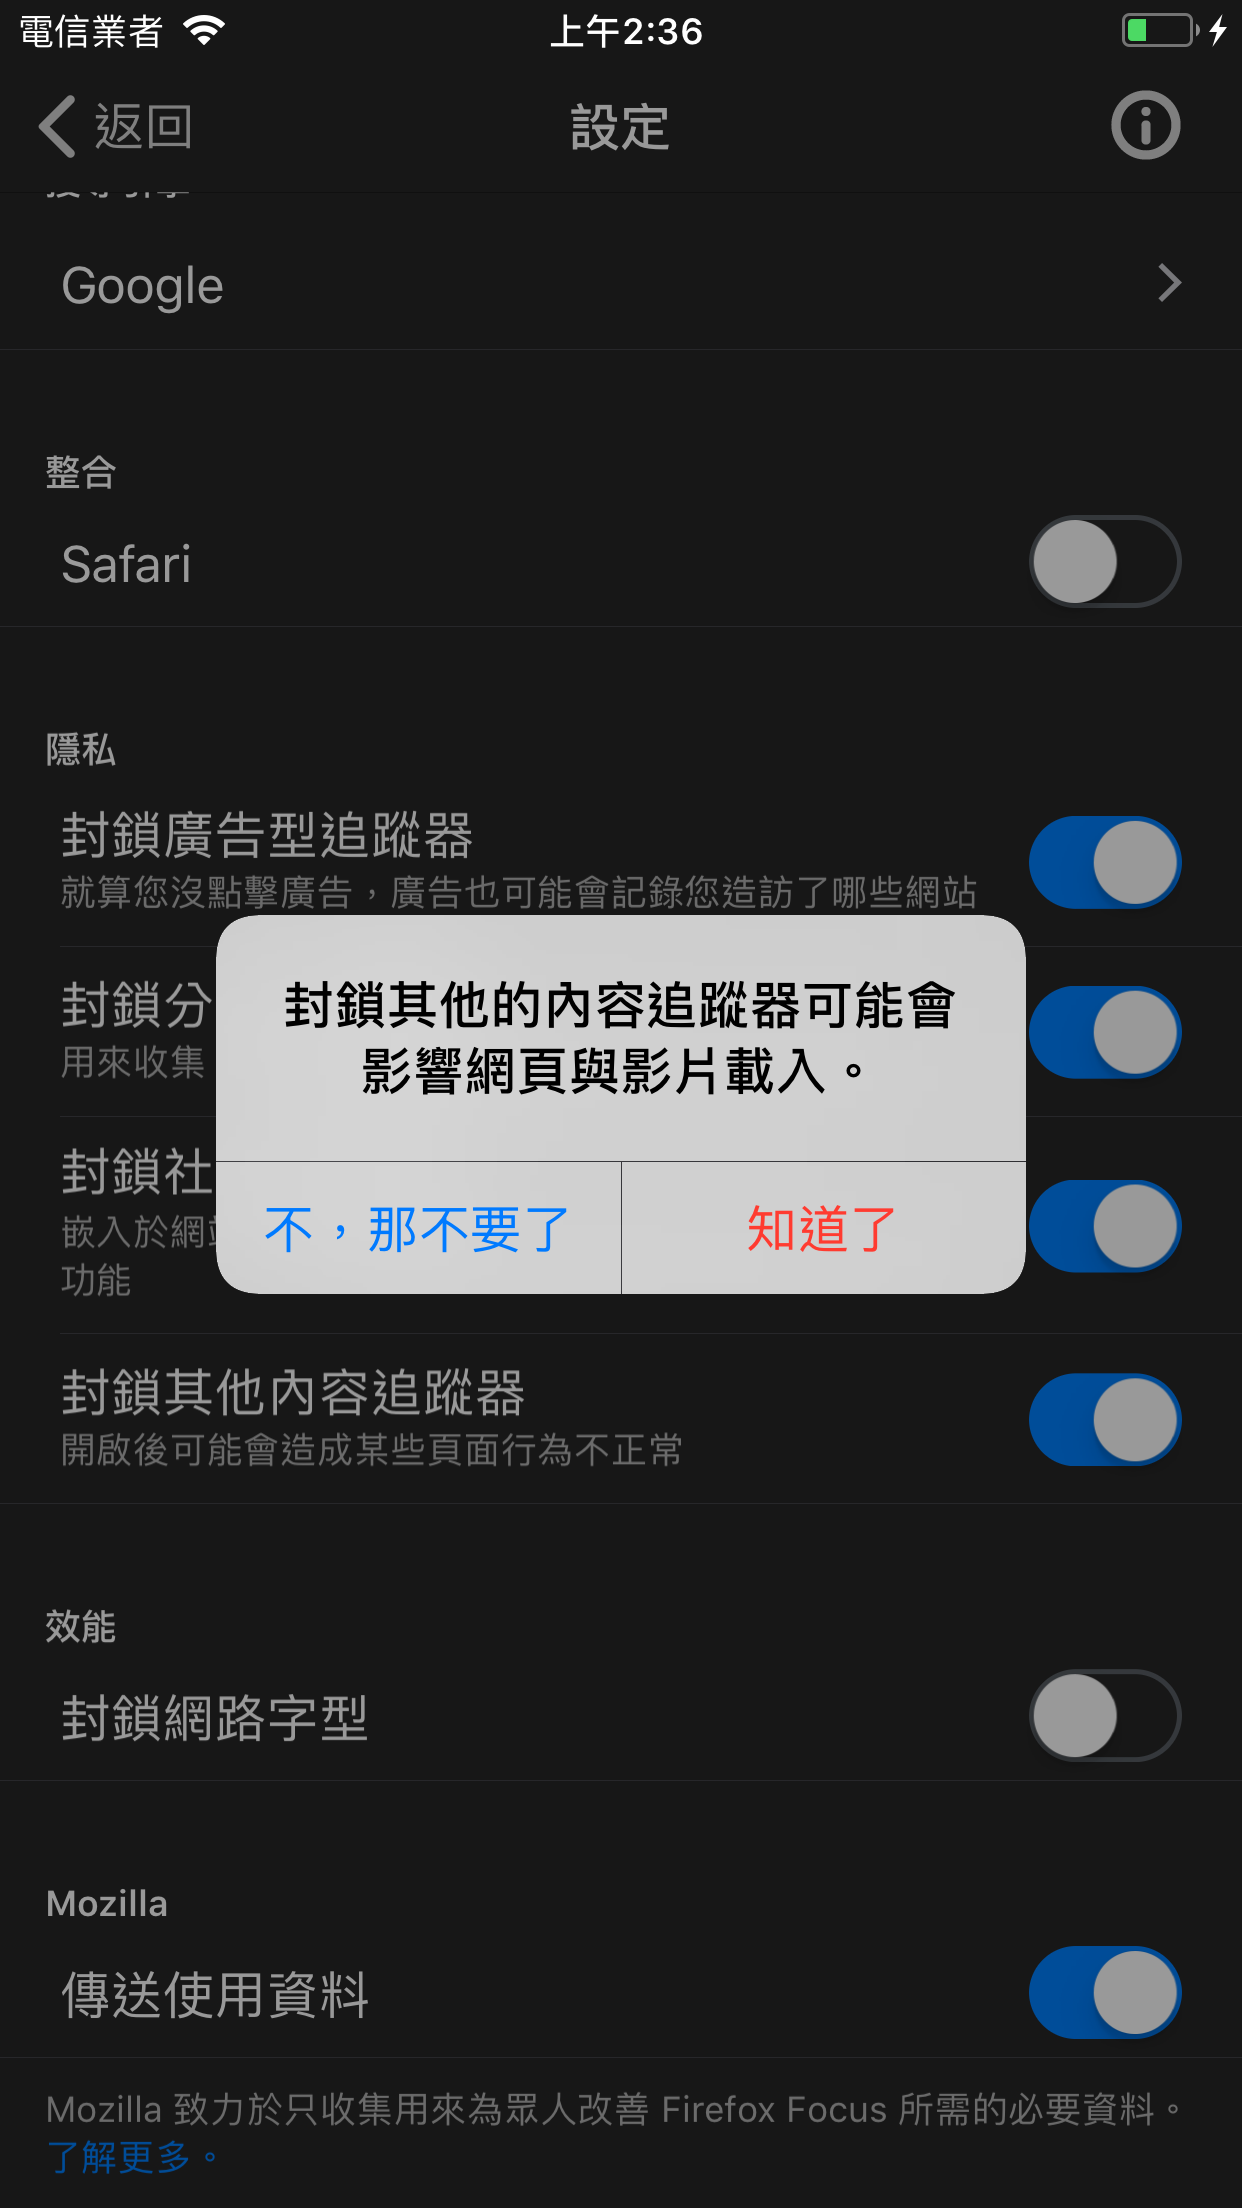 電信業者
上午2:36
返回
設定
Google
整合
Safari
隱私
封鎖廣告型追蹤器
就算您沒點擊廣告，廣告也可能會記錄您造訪了哪些網站
封鎖分
用來收集
封鎖社
嵌入於網
功能
封鎖其他的內容追蹤器可能會
影響網頁與影片載入。
不，那不要了
知道了
封鎖其他內容追蹤器
開啟後可能會造成某些頁面行為不正常
效能
封鎖網路字型
Mozilla
傳送使用資料
Mozilla 致力於只收集用來為眾人改善 Firefox Focus 所需的必要資料。
了解更多。